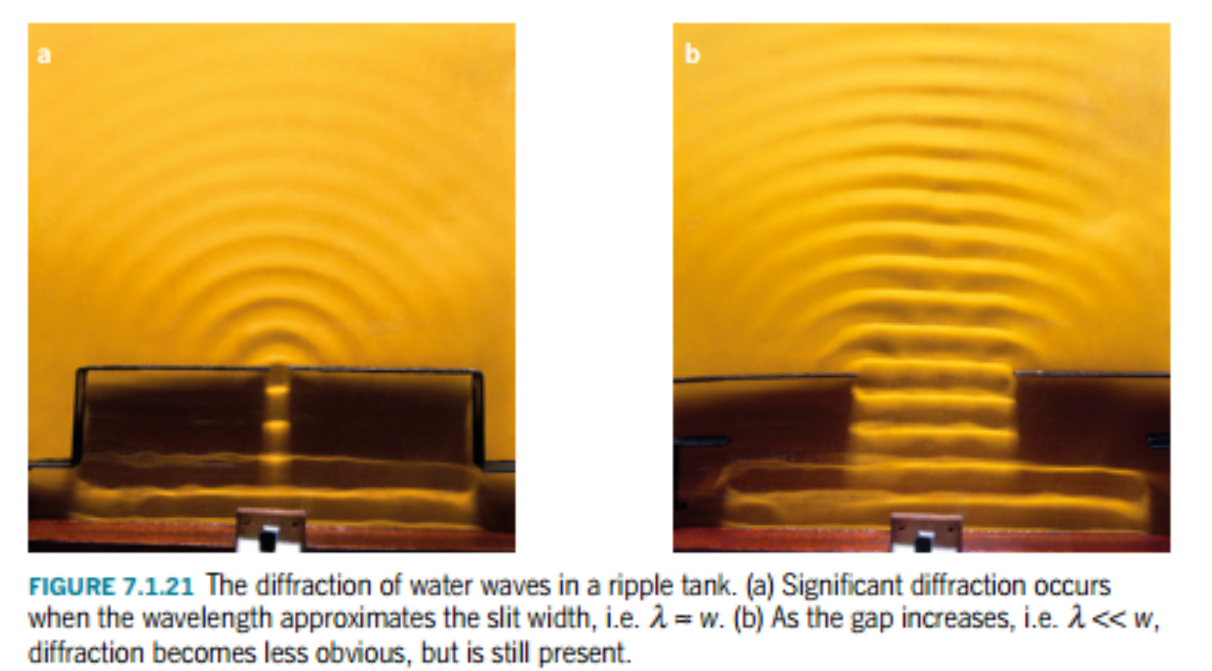 a
b
FIGURE 7.1.21 The diffraction of water waves in a ripple tank. (a) Significant diffraction occurs
when the wavelength approximates the slit width, i.e. λ = w. (b) As the gap increases, i.e. λ << w,
diffraction becomes less obvious, but is still present.